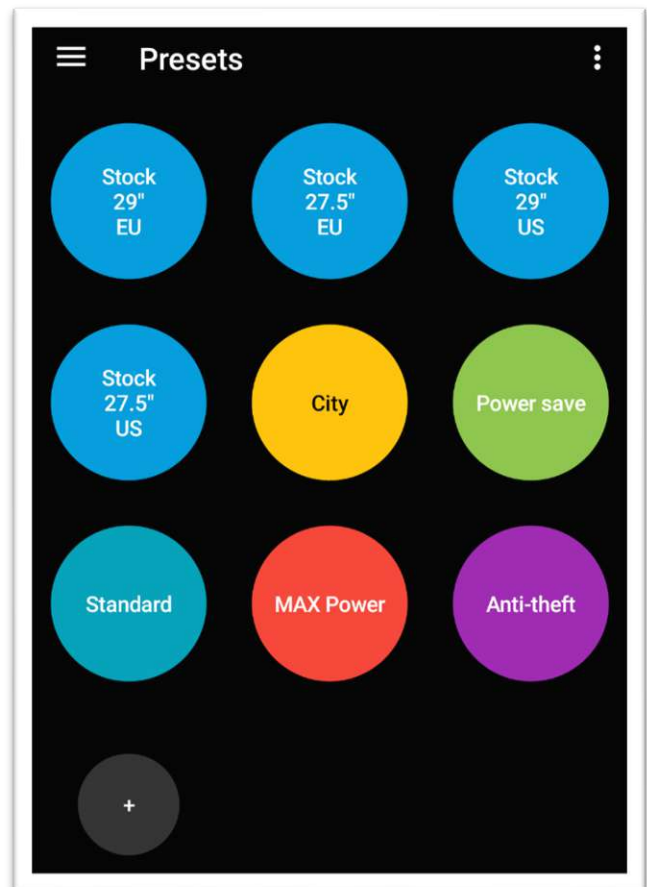 Presets
Stock
29"
EU
Stock
27.5"
EU
Stock
29"
US
Stock
27.5"
US
City
Power save
Standard
MAX Power
Anti-theft
+